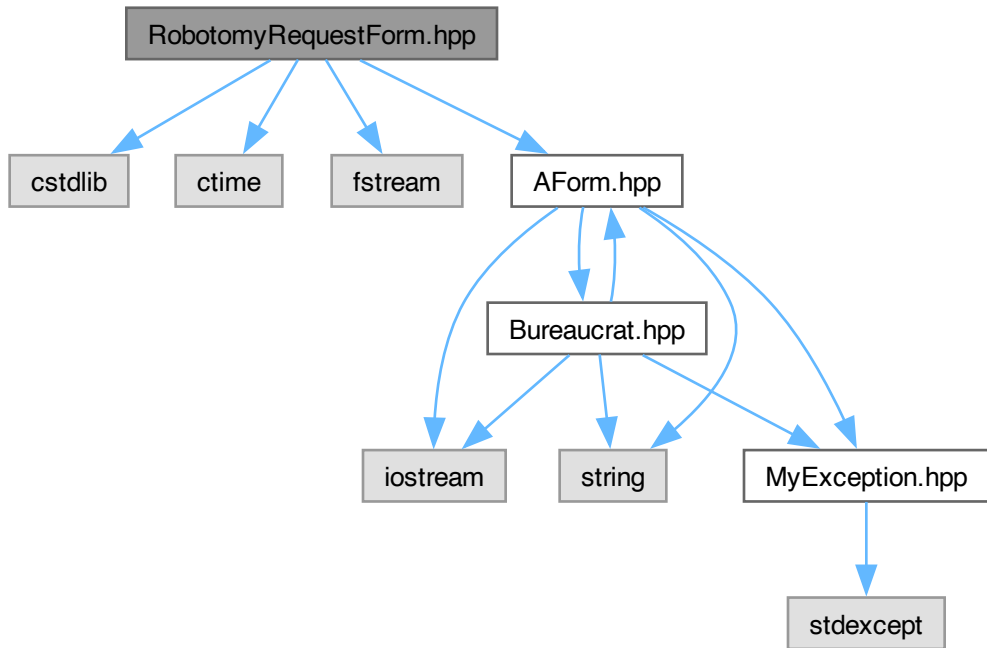 RobotomyRequestForm.hpp
cstdlib
ctime
fstream
AForm.hpp
Bureaucrat.hpp
iostream
string
MyException.hpp
stdexcept